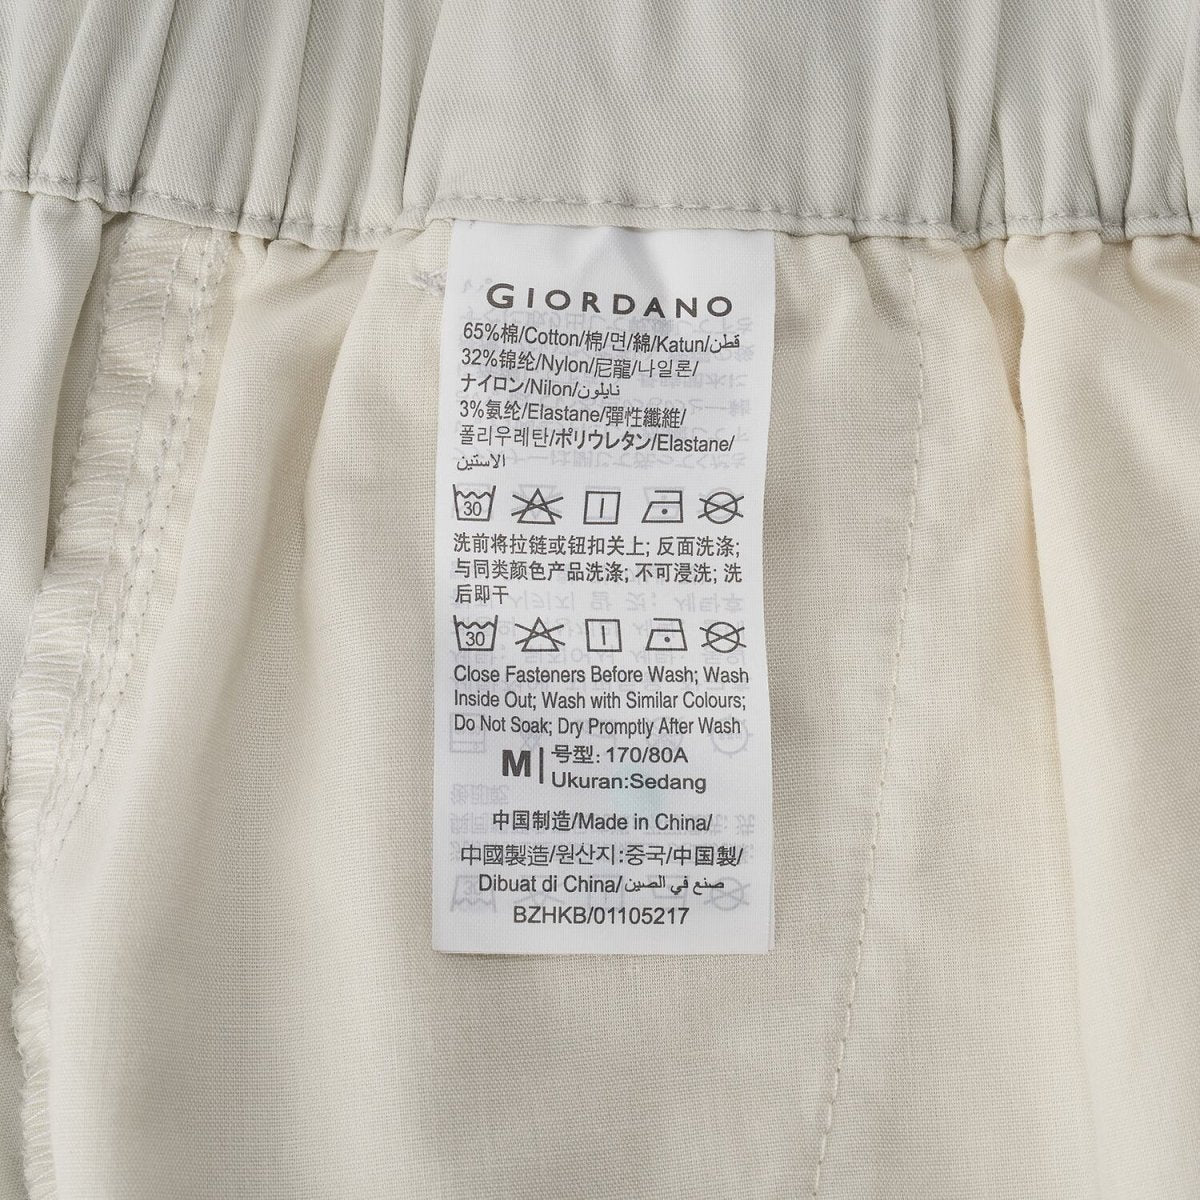 GIORDANO
65%棉/Cotton/棉/면/綿/Katun/قطن
32%锦纶/Nylon/尼龍/나일론/
ナイロン/Nilon/نايلون
3%氨纶/Elastane/彈性纖維/
폴리우레탄/ポリウレタン/Elastane/
الاستين
30
洗前将拉链或钮扣关上; 反面洗涤;
与同类颜色产品洗涤; 不可浸洗; 洗
后即干
30
Close Fasteners Before Wash; Wash
Inside Out; Wash with Similar Colours;
Do Not Soak; Dry Promptly After Wash
M
号型: 170/80A
Ukuran:Sedang
中国制造/Made in China/
中國製造/원산지:중국/中国製/
Dibuat di China/صنع في الصين
BZHKB/01105217